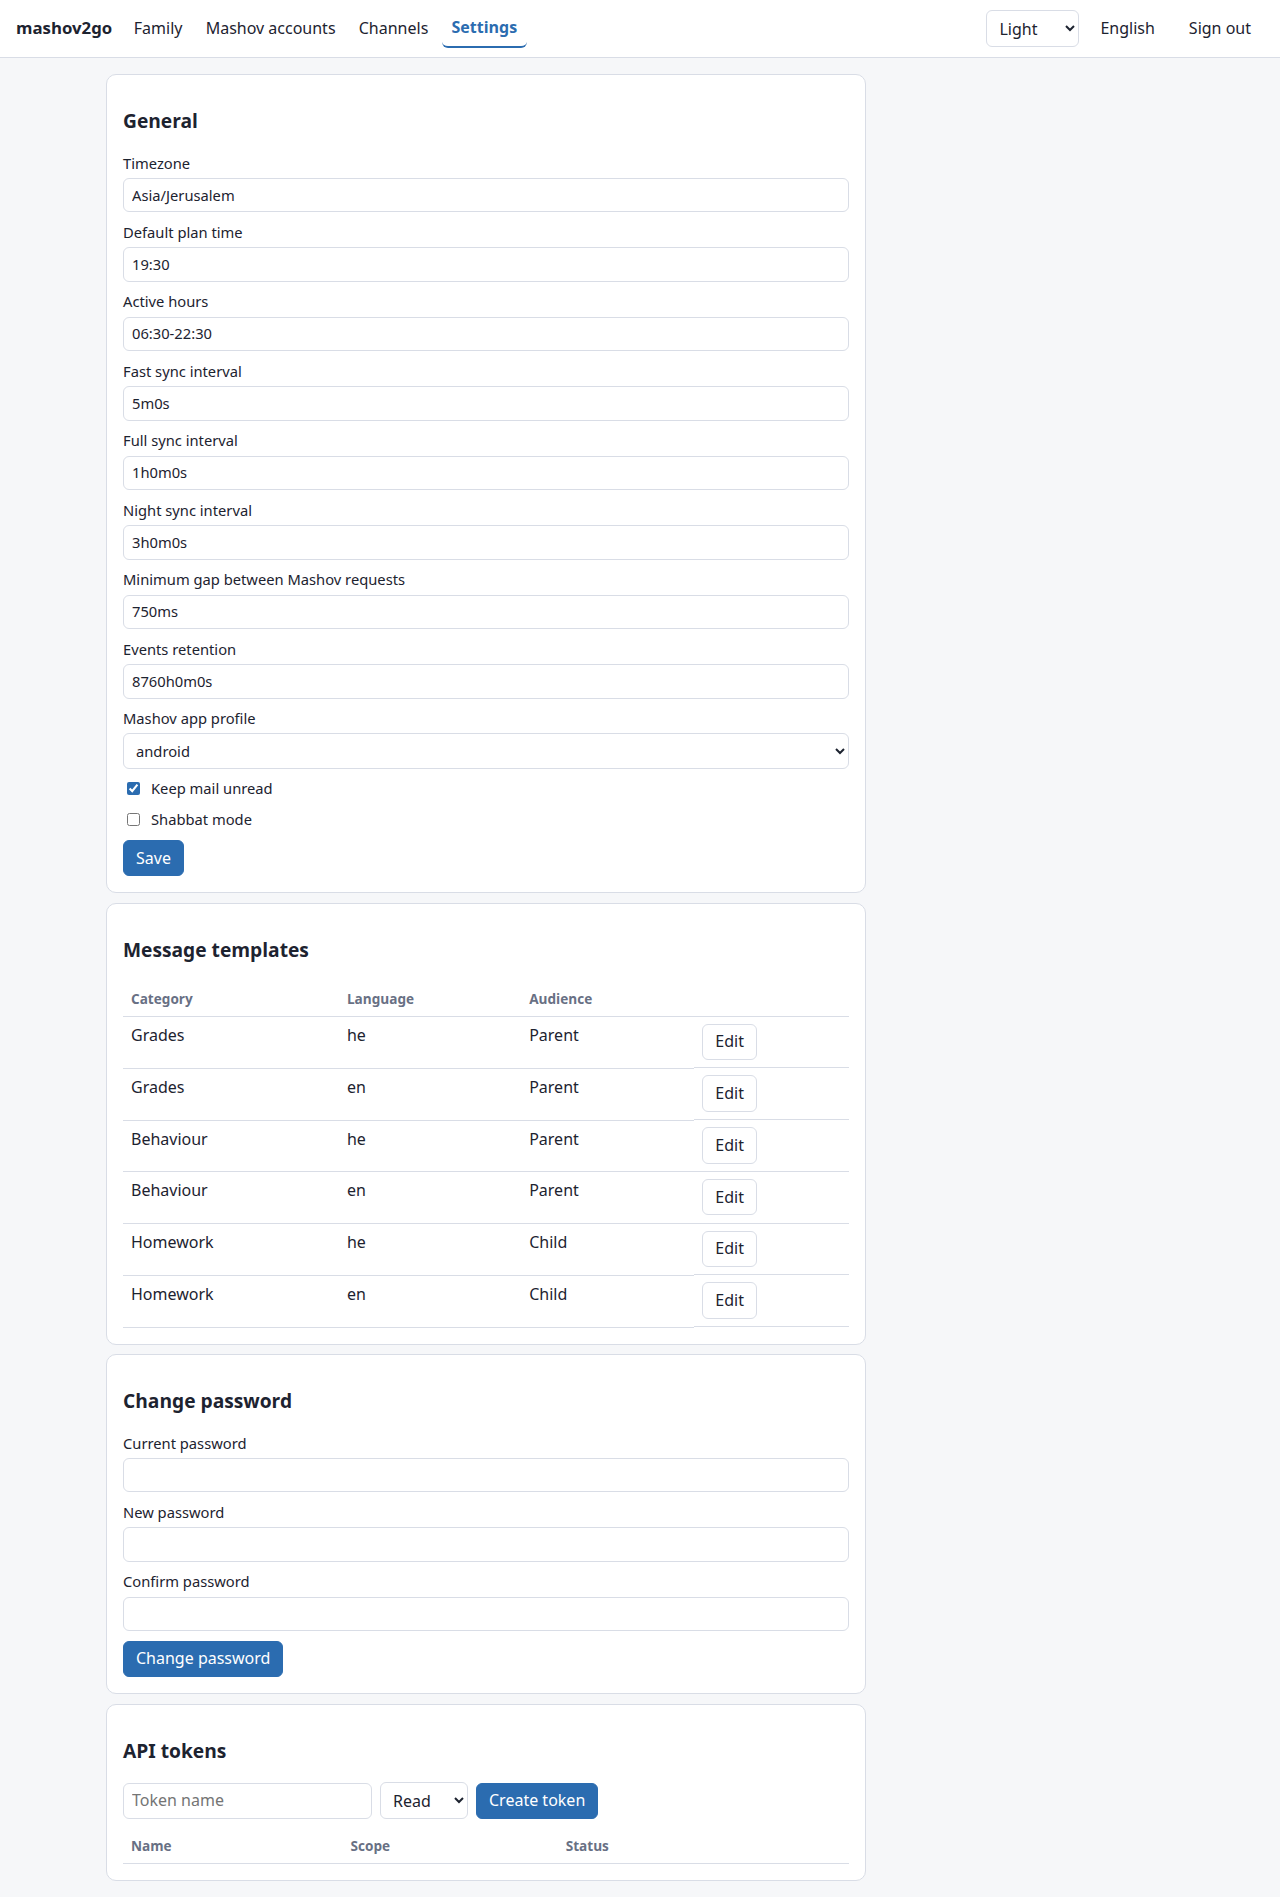 mashov2go Family Mashov accounts Channels Settings Light English Sign out
General
Timezone
Asia/Jerusalem
Default plan time
19:30
Active hours
06:30-22:30
Fast sync interval
5m0s
Full sync interval
1h0m0s
Night sync interval
3h0m0s
Minimum gap between Mashov requests
750ms
Events retention
8760h0m0s
Mashov app profile
android
Keep mail unread
Shabbat mode
Save
Message templates
Category Language Audience
Grades he Parent Edit
Grades en Parent Edit
Behaviour he Parent Edit
Behaviour en Parent Edit
Homework he Child Edit
Homework en Child Edit
Change password
Current password
New password
Confirm password
Change password
API tokens
Token name Read Create token
Name Scope Status